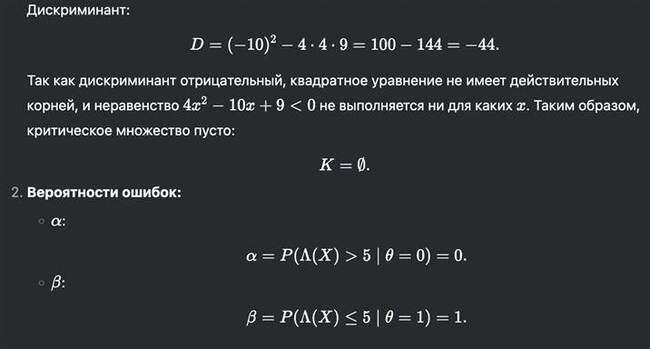 Дискриминант:
D = (−10)² − 4 · 4 · 9 = 100 − 144 = −44.
Так как дискриминант отрицательный, квадратное уравнение не имеет действительных
корней, и неравенство 4x² − 10x + 9 < 0 не выполняется ни для каких x. Таким образом,
критическое множество пусто:
K = ∅.
2. Вероятности ошибок:
○ α:
α = P(Λ(X) > 5 | θ = 0) = 0.
○ β:
β = P(Λ(X) ≤ 5 | θ = 1) = 1.